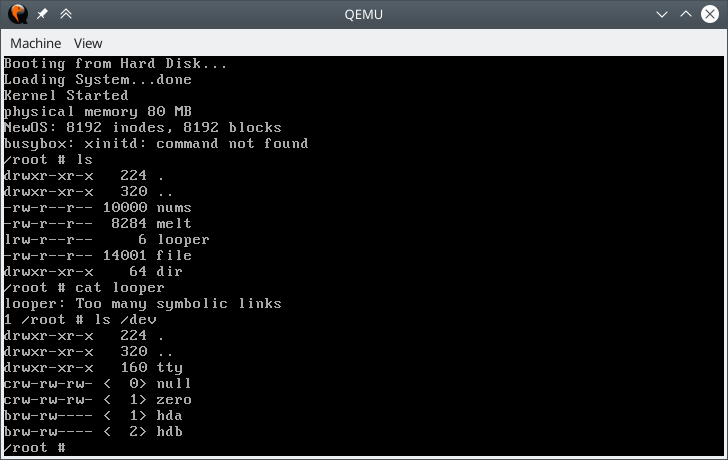 QEMU
Machine View
Booting from Hard Disk...
Loading System...done
Kernel Started
physical memory 80 MB
NewOS: 8192 inodes, 8192 blocks
busybox: xinitd: command not found
/root # ls
drwxr-xr-x   224 .
drwxr-xr-x   320 ..
-rw-r--r-- 10000 nums
-rw-r--r--  8284 melt
lrw-r--r--     6 looper
-rw-r--r-- 14001 file
drwxr-xr-x    64 dir
/root # cat looper
looper: Too many symbolic links
1 /root # ls /dev
drwxr-xr-x   224 .
drwxr-xr-x   320 ..
drwxr-xr-x   160 tty
crw-rw-rw- <  0> null
crw-rw-rw- <  1> zero
brw-rw---- <  1> hda
brw-rw---- <  2> hdb
/root #